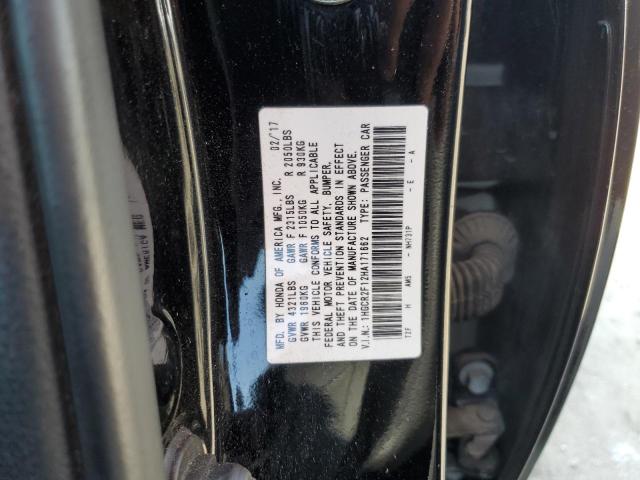 MFD. BY HONDA OF AMERICA MFG., INC. 02/17
GVWR 4321LBS GAWR F 2315LBS R 2050LBS
GVWR 1960KG GAWR F 1050KG R 930KG
THIS VEHICLE CONFORMS TO ALL APPLICABLE
FEDERAL MOTOR VEHICLE SAFETY, BUMPER,
AND THEFT PREVENTION STANDARDS IN EFFECT
ON THE DATE OF MANUFACTURE SHOWN ABOVE.
V.I.N.: 1HGCR2F12HA171662 TYPE: PASSENGER CAR
TZF H AM5 - NH731P - E - A